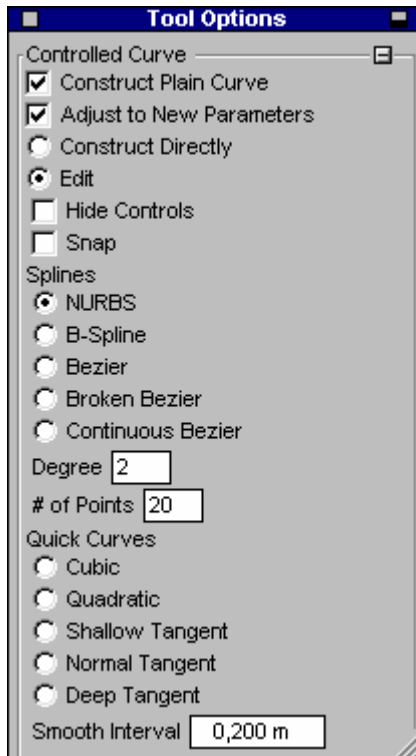 Tool Options
Controlled Curve
Construct Plain Curve
Adjust to New Parameters
Construct Directly
Edit
Hide Controls
Snap
Splines
NURBS
B-Spline
Bezier
Broken Bezier
Continuous Bezier
Degree 2
# of Points 20
Quick Curves
Cubic
Quadratic
Shallow Tangent
Normal Tangent
Deep Tangent
Smooth Interval 0,200 m